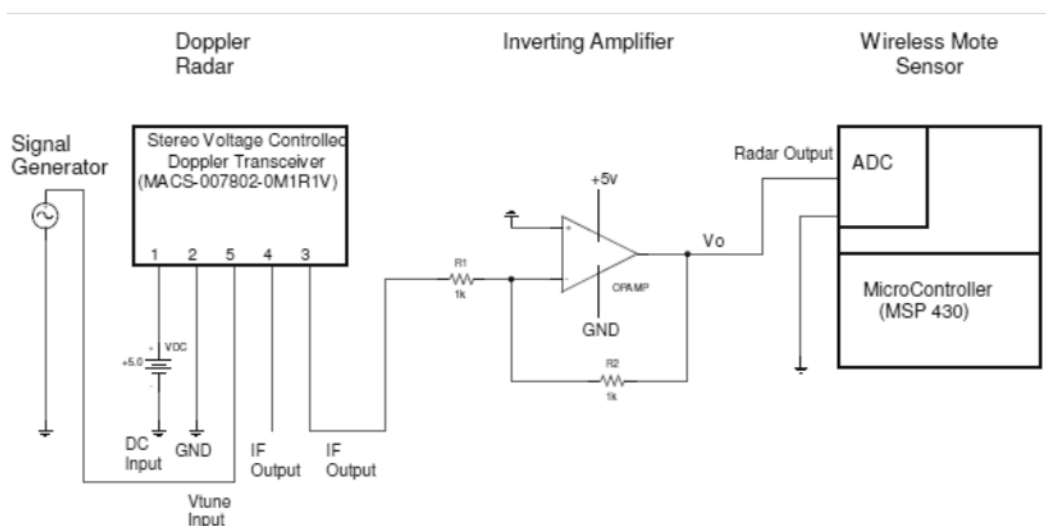 Doppler
Radar
Inverting Amplifier
Wireless Mote
Sensor
Signal
Generator
Stereo Voltage Controlled
Doppler Transceiver
(MACS-007802-0M1R1V)
1 2 5 4 3
+ VDC
+5.0
-
DC
Input
GND
IF
Output
IF
Output
Vtune
Input
R1
1k
+5v
+
-
OPAMP
GND
R2
1k
Vo
Radar Output
ADC
MicroController
(MSP 430)